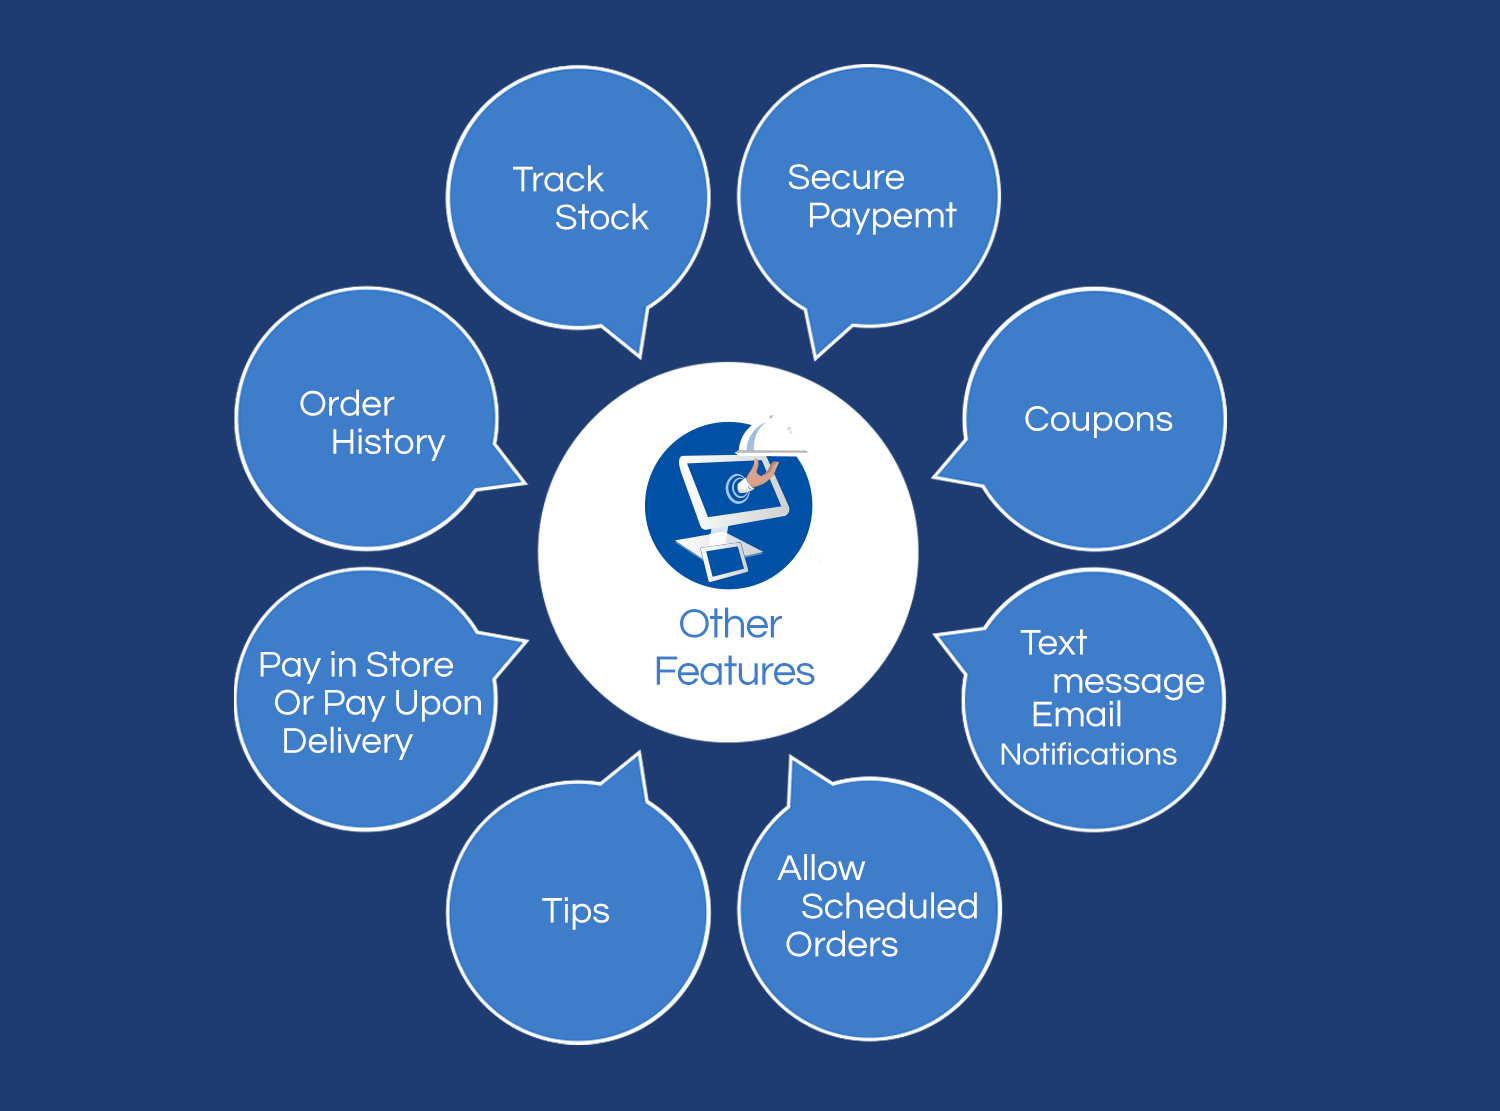 Track
Stock
Secure
Paypemt
Order
History
Coupons
Other
Features
Pay in Store
Or Pay Upon
Delivery
Text
message
Email
Notifications
Tips
Allow
Scheduled
Orders